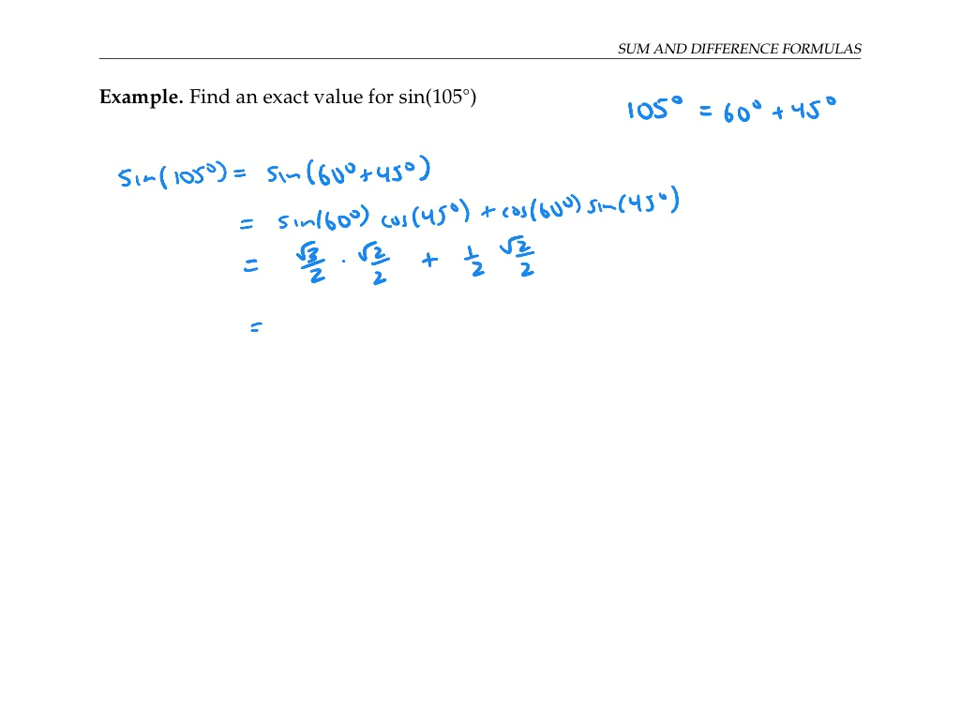 SUM AND DIFFERENCE FORMULAS
Example. Find an exact value for sin(105°)
105° = 60° + 45°
sin(105°) = sin(60° + 45°)
= sin(60°) cos(45°) + cos(60°) sin(45°)
= √3/2 · √2/2 + 1/2 √2/2
=